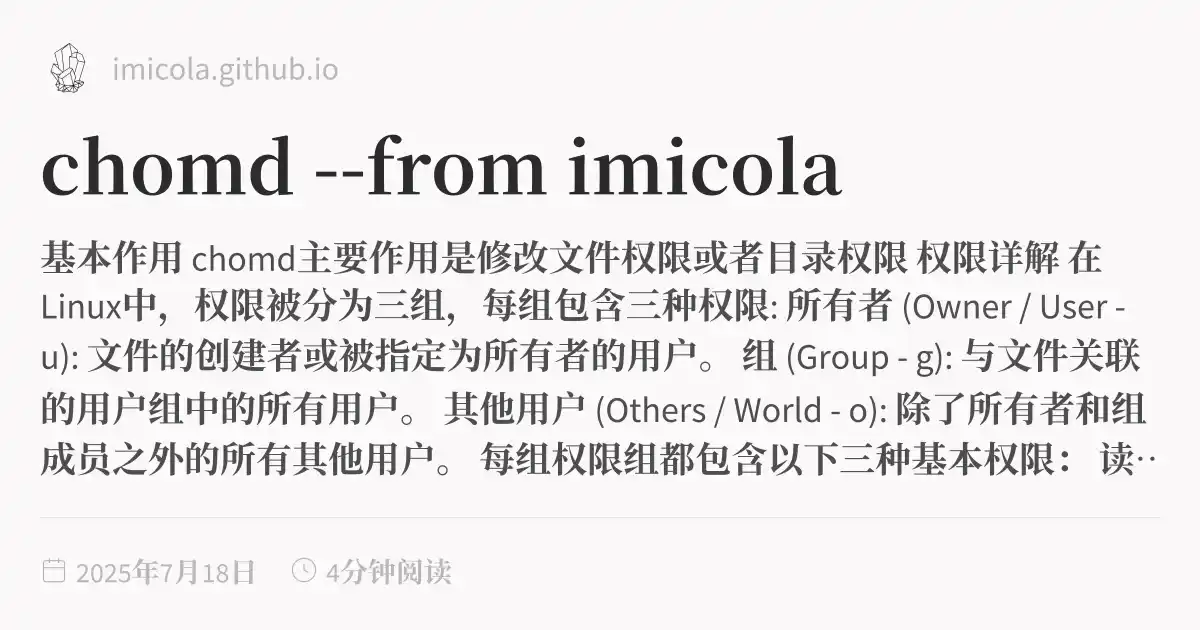 imicola.github.io
chomd --from imicola
基本作用 chomd主要作用是修改文件权限或者目录权限 权限详解 在
Linux中，权限被分为三组，每组包含三种权限: 所有者 (Owner / User -
u): 文件的创建者或被指定为所有者的用户。 组 (Group - g): 与文件关联
的用户组中的所有用户。 其他用户 (Others / World - o): 除了所有者和组
成员之外的所有其他用户。 每组权限组都包含以下三种基本权限： 读··
2025年7月18日 4分钟阅读